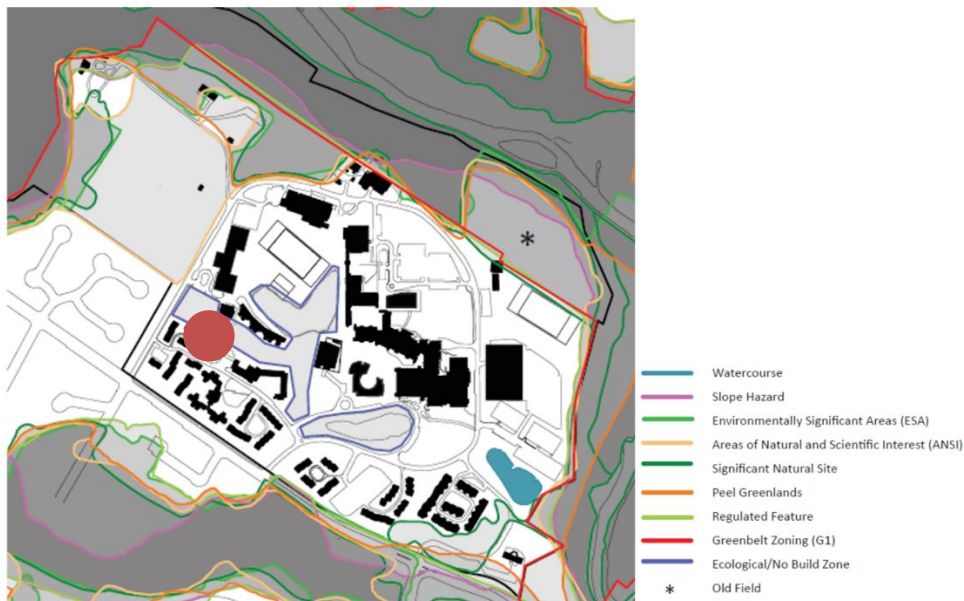 *
Watercourse
Slope Hazard
Environmentally Significant Areas (ESA)
Areas of Natural and Scientific Interest (ANSI)
Significant Natural Site
Peel Greenlands
Regulated Feature
Greenbelt Zoning (G1)
Ecological/No Build Zone
* Old Field